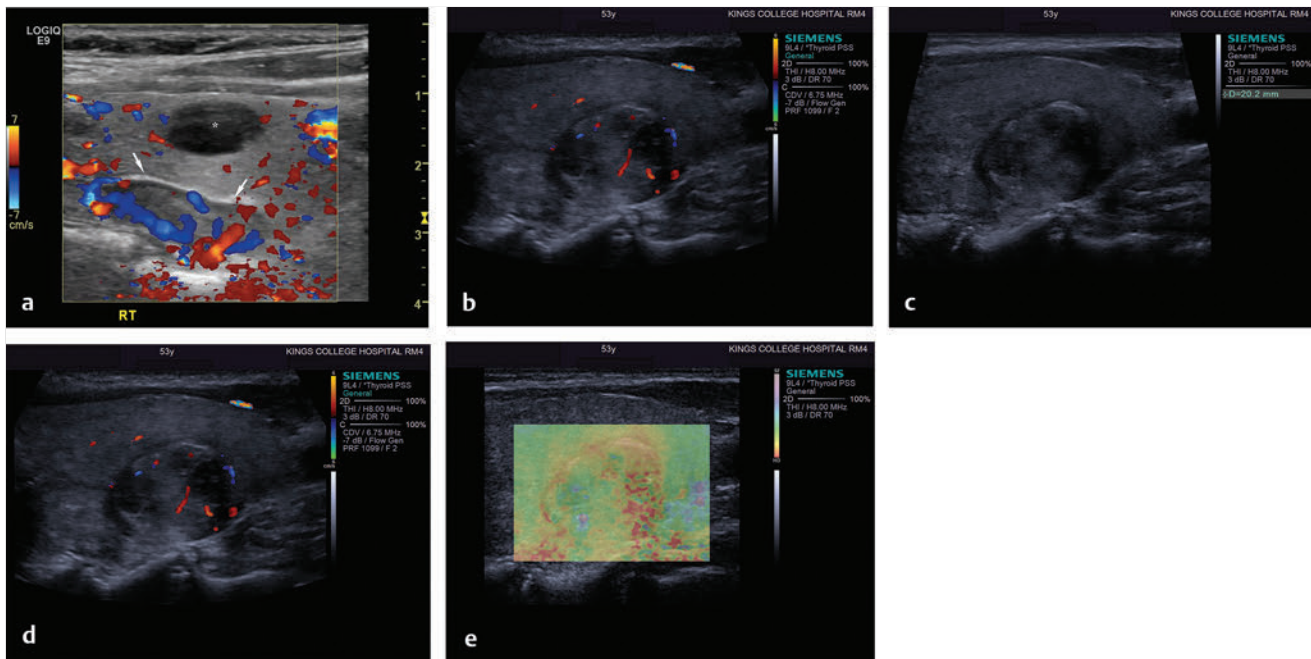 LOGIQ
E9
7
-7
cm/s
*
1
2
3
4
RT
a
53y
KINGS COLLEGE HOSPITAL RM4
SIEMENS
9L4 / *Thyroid PSS
General
2D 100%
THI / H8.00 MHz
3 dB / DR 70
C 100%
CDV / 6.75 MHz
-7 dB / Flow Gen
PRF 1099 / F 2
cm/s
b
53y
KINGS COLLEGE HOSPITAL RM4
SIEMENS
9L4 / *Thyroid PSS
General
2D 100%
THI / H8.00 MHz
3 dB / DR 70
D=20.2 mm
c
53y
KINGS COLLEGE HOSPITAL RM4
SIEMENS
9L4 / *Thyroid PSS
General
2D 100%
THI / H8.00 MHz
3 dB / DR 70
C 100%
CDV / 6.75 MHz
-7 dB / Flow Gen
PRF 1099 / F 2
cm/s
d
53y
KINGS COLLEGE HOSPITAL RM4
SIEMENS
9L4 / *Thyroid PSS
General
2D 100%
THI / H8.00 MHz
3 dB / DR 70
e